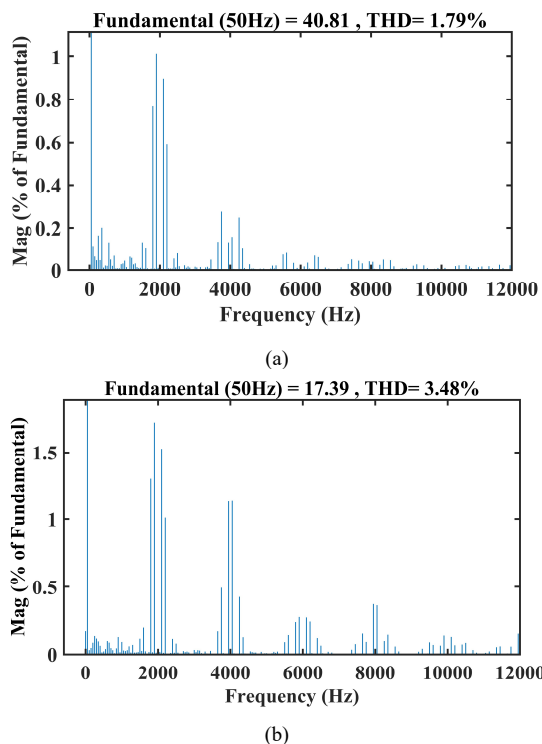 Fundamental (50Hz) = 40.81 , THD= 1.79%
Mag (% of Fundamental)
1
0.8
0.6
0.4
0.2
0
0 2000 4000 6000 8000 10000 12000
Frequency (Hz)
(a)
Fundamental (50Hz) = 17.39 , THD= 3.48%
Mag (% of Fundamental)
1.5
1
0.5
0
0 2000 4000 6000 8000 10000 12000
Frequency (Hz)
(b)